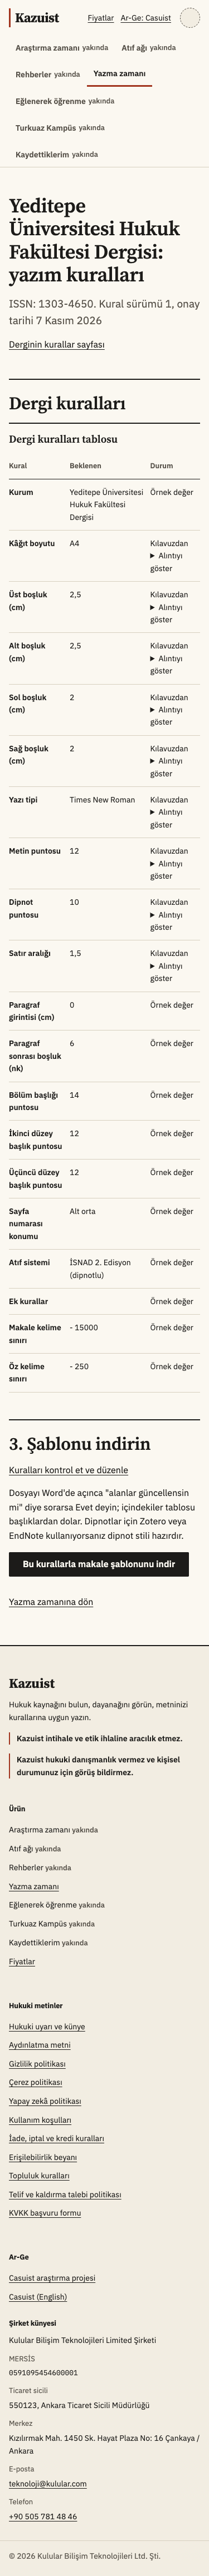 Kazuist
Fiyatlar Ar-Ge: Casuist
Araştırma zamanı yakında Atıf ağı yakında
Rehberler yakında Yazma zamanı
Eğlenerek öğrenme yakında
Turkuaz Kampüs yakında
Kaydettiklerim yakında
Yeditepe
Üniversitesi Hukuk
Fakültesi Dergisi:
yazım kuralları
ISSN: 1303-4650. Kural sürümü 1, onay
tarihi 7 Kasım 2026
Derginin kurallar sayfası
Dergi kuralları
Dergi kuralları tablosu
Kural Beklenen Durum
Kurum Yeditepe Üniversitesi Örnek değer
Hukuk Fakültesi
Dergisi
Kâğıt boyutu A4 Kılavuzdan
▶ Alıntıyı
göster
Üst boşluk 2,5 Kılavuzdan
(cm) ▶ Alıntıyı
göster
Alt boşluk 2,5 Kılavuzdan
(cm) ▶ Alıntıyı
göster
Sol boşluk 2 Kılavuzdan
(cm) ▶ Alıntıyı
göster
Sağ boşluk 2 Kılavuzdan
(cm) ▶ Alıntıyı
göster
Yazı tipi Times New Roman Kılavuzdan
▶ Alıntıyı
göster
Metin puntosu 12 Kılavuzdan
▶ Alıntıyı
göster
Dipnot 10 Kılavuzdan
puntosu ▶ Alıntıyı
göster
Satır aralığı 1,5 Kılavuzdan
▶ Alıntıyı
göster
Paragraf 0 Örnek değer
girintisi (cm)
Paragraf 6 Örnek değer
sonrası boşluk
(nk)
Bölüm başlığı 14 Örnek değer
puntosu
İkinci düzey 12 Örnek değer
başlık puntosu
Üçüncü düzey 12 Örnek değer
başlık puntosu
Sayfa Alt orta Örnek değer
numarası
konumu
Atıf sistemi İSNAD 2. Edisyon Örnek değer
(dipnotlu)
Ek kurallar Örnek değer
Makale kelime - 15000 Örnek değer
sınırı
Öz kelime - 250 Örnek değer
sınırı
3. Şablonu indirin
Kuralları kontrol et ve düzenle
Dosyayı Word'de açınca "alanlar güncellensin
mi" diye sorarsa Evet deyin; içindekiler tablosu
başlıklardan dolar. Dipnotlar için Zotero veya
EndNote kullanıyorsanız dipnot stili hazırdır.
Bu kurallarla makale şablonunu indir
Yazma zamanına dön
Kazuist
Hukuk kaynağını bulun, dayanağını görün, metninizi
kurallarına uygun yazın.
Kazuist intihale ve etik ihlaline aracılık etmez.
Kazuist hukuki danışmanlık vermez ve kişisel
durumunuz için görüş bildirmez.
Ürün
Araştırma zamanı yakında
Atıf ağı yakında
Rehberler yakında
Yazma zamanı
Eğlenerek öğrenme yakında
Turkuaz Kampüs yakında
Kaydettiklerim yakında
Fiyatlar
Hukuki metinler
Hukuki uyarı ve künye
Aydınlatma metni
Gizlilik politikası
Çerez politikası
Yapay zekâ politikası
Kullanım koşulları
İade, iptal ve kredi kuralları
Erişilebilirlik beyanı
Topluluk kuralları
Telif ve kaldırma talebi politikası
KVKK başvuru formu
Ar-Ge
Casuist araştırma projesi
Casuist (English)
Şirket künyesi
Kulular Bilişim Teknolojileri Limited Şirketi
MERSİS
0591095454600001
Ticaret sicili
550123, Ankara Ticaret Sicili Müdürlüğü
Merkez
Kızılırmak Mah. 1450 Sk. Hayat Plaza No: 16 Çankaya /
Ankara
E-posta
teknoloji@kulular.com
Telefon
+90 505 781 48 46
© 2026 Kulular Bilişim Teknolojileri Ltd. Şti.